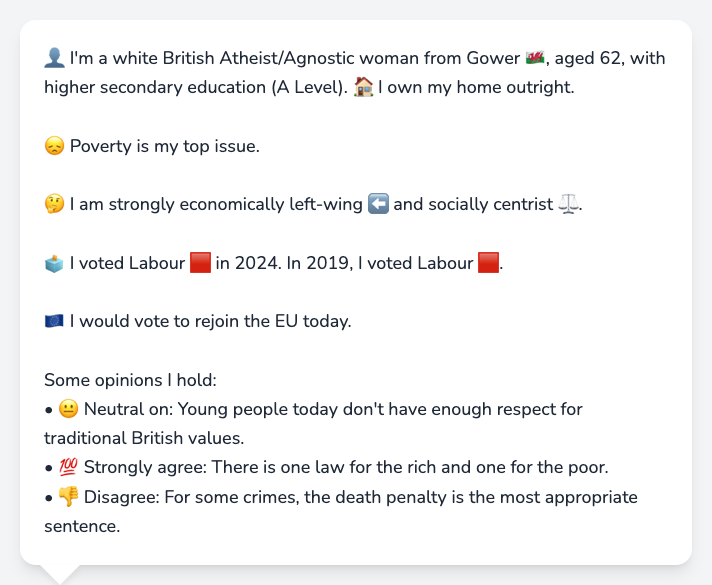 👤 I'm a white British Atheist/Agnostic woman from Gower 🏴󠁧󠁢󠁷󠁬󠁳󠁿, aged 62, with
higher secondary education (A Level). 🏠 I own my home outright.
😞 Poverty is my top issue.
🤔 I am strongly economically left-wing ⬅️ and socially centrist ⚖️.
🗳️ I voted Labour 🟥 in 2024. In 2019, I voted Labour 🟥.
🇪🇺 I would vote to rejoin the EU today.
Some opinions I hold:
• 😐 Neutral on: Young people today don't have enough respect for
traditional British values.
• 💯 Strongly agree: There is one law for the rich and one for the poor.
• 👎 Disagree: For some crimes, the death penalty is the most appropriate
sentence.